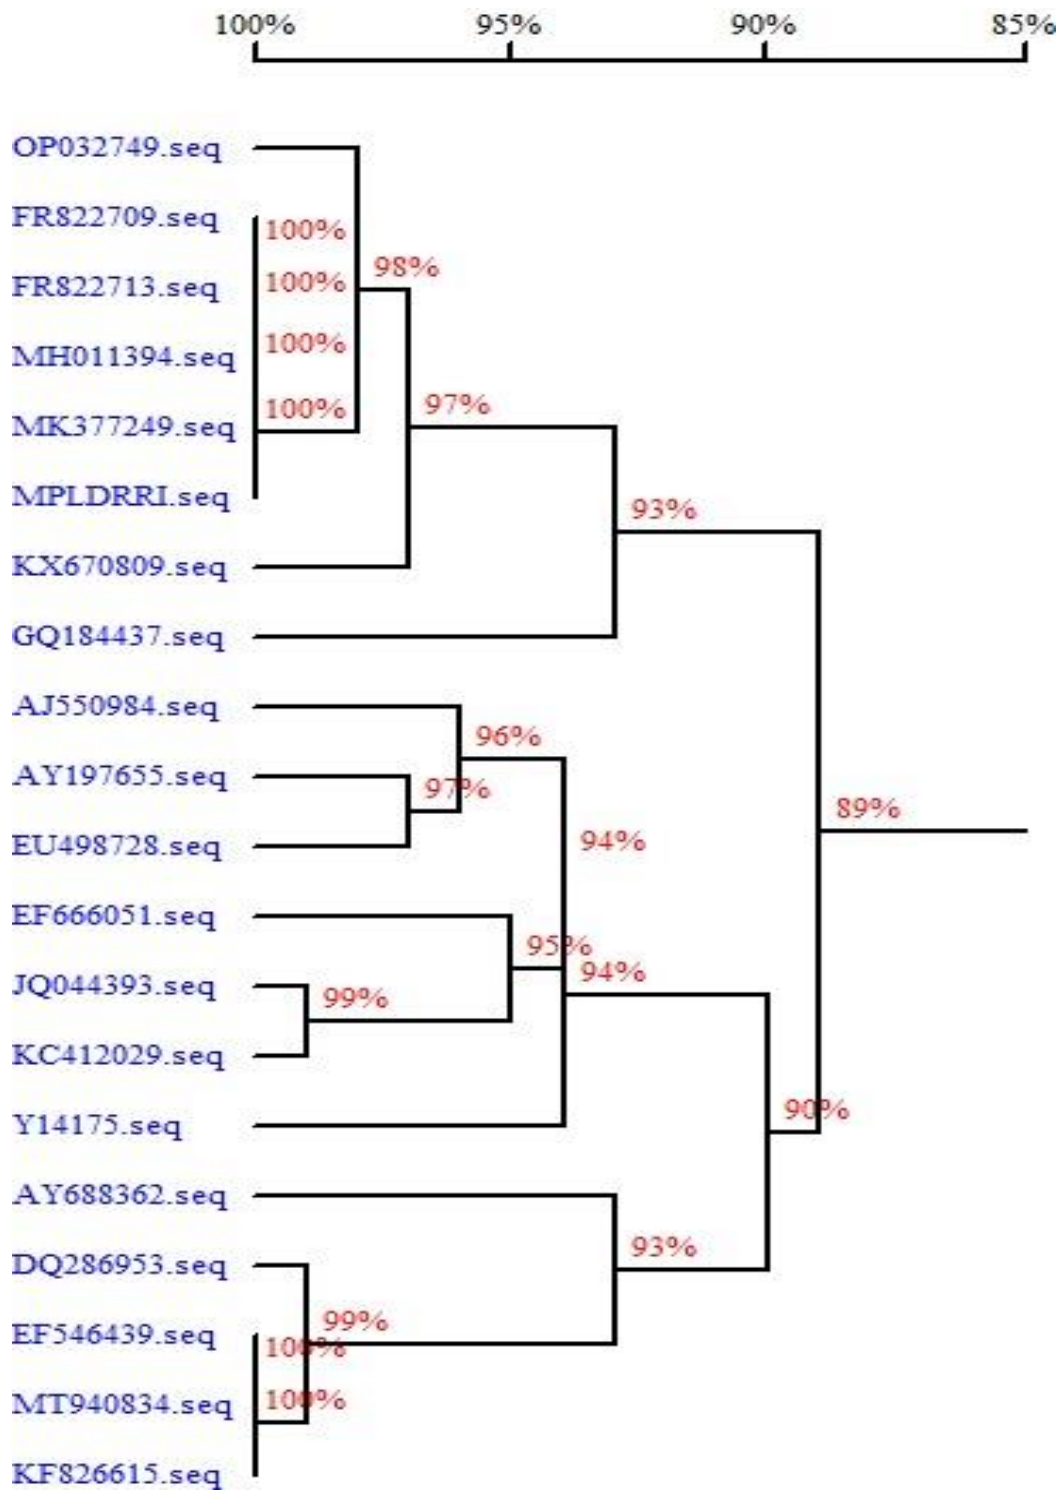 100% 95% 90% 85%
OP032749.seq
FR822709.seq
100%
98%
FR822713.seq
100%
MH011394.seq
100%
97%
MK377249.seq
100%
MPLDRRI.seq
93%
KX670809.seq
GQ184437.seq
AJ550984.seq
96%
AY197655.seq
97%
89%
EU498728.seq
94%
EF666051.seq
95%
94%
JQ044393.seq
99%
KC412029.seq
90%
Y14175.seq
AY688362.seq
93%
DQ286953.seq
99%
EF546439.seq
100%
MT940834.seq
100%
KF826615.seq